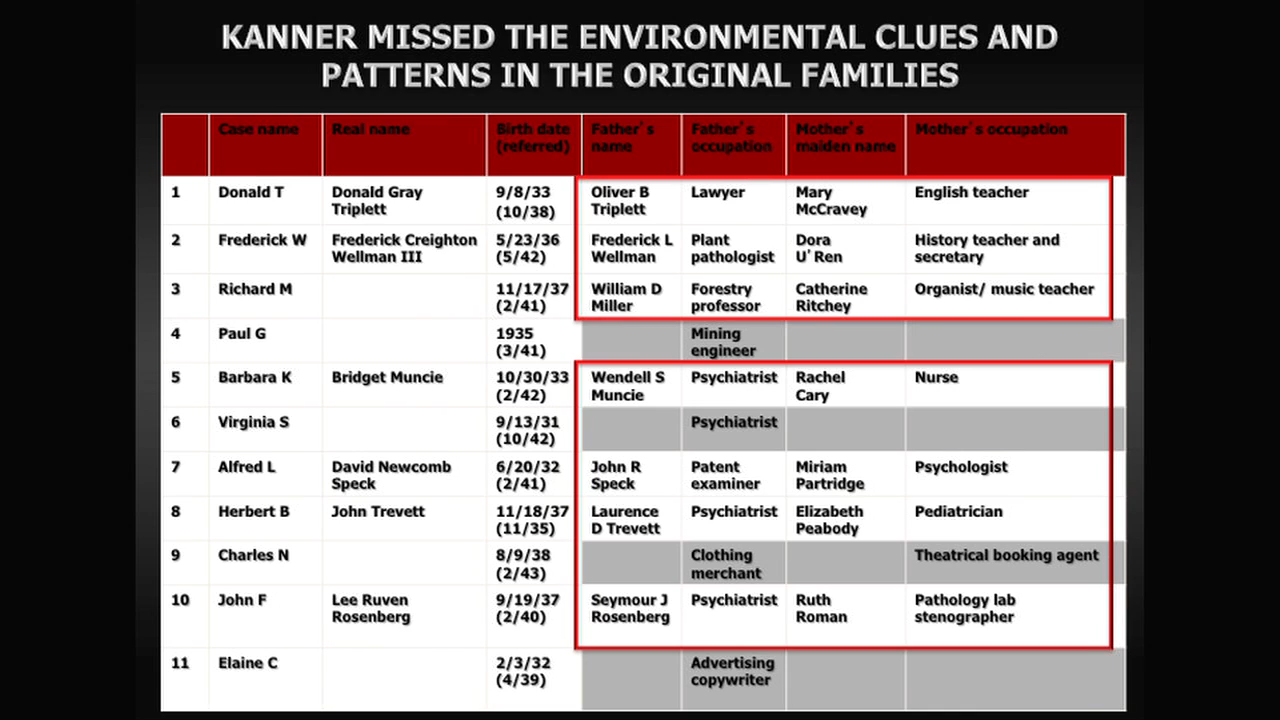 KANNER MISSED THE ENVIRONMENTAL CLUES AND
PATTERNS IN THE ORIGINAL FAMILIES
Case name Real name Birth date Father's Father's Mother's Mother's occupation
(referred) name occupation maiden name
1 Donald T Donald Gray 9/8/33 Oliver B Lawyer Mary English teacher
Triplett (10/38) Triplett McCravey
2 Frederick W Frederick Creighton 5/23/36 Frederick L Plant Dora History teacher and
Wellman III (5/42) Wellman pathologist U'Ren secretary
3 Richard M 11/17/37 William D Forestry Catherine Organist/ music teacher
(2/41) Miller professor Ritchey
4 Paul G 1935 Mining
(3/41) engineer
5 Barbara K Bridget Muncie 10/30/33 Wendell S Psychiatrist Rachel Nurse
(2/42) Muncie Cary
6 Virginia S 9/13/31 Psychiatrist
(10/42)
7 Alfred L David Newcomb 6/20/32 John R Patent Miriam Psychologist
Speck (2/41) Speck examiner Partridge
8 Herbert B John Trevett 11/18/37 Laurence Psychiatrist Elizabeth Pediatrician
(11/35) D Trevett Peabody
9 Charles N 8/9/38 Clothing Theatrical booking agent
(2/43) merchant
10 John F Lee Ruven 9/19/37 Seymour J Psychiatrist Ruth Pathology lab
Rosenberg (2/40) Rosenberg Roman stenographer
11 Elaine C 2/3/32 Advertising
(4/39) copywriter